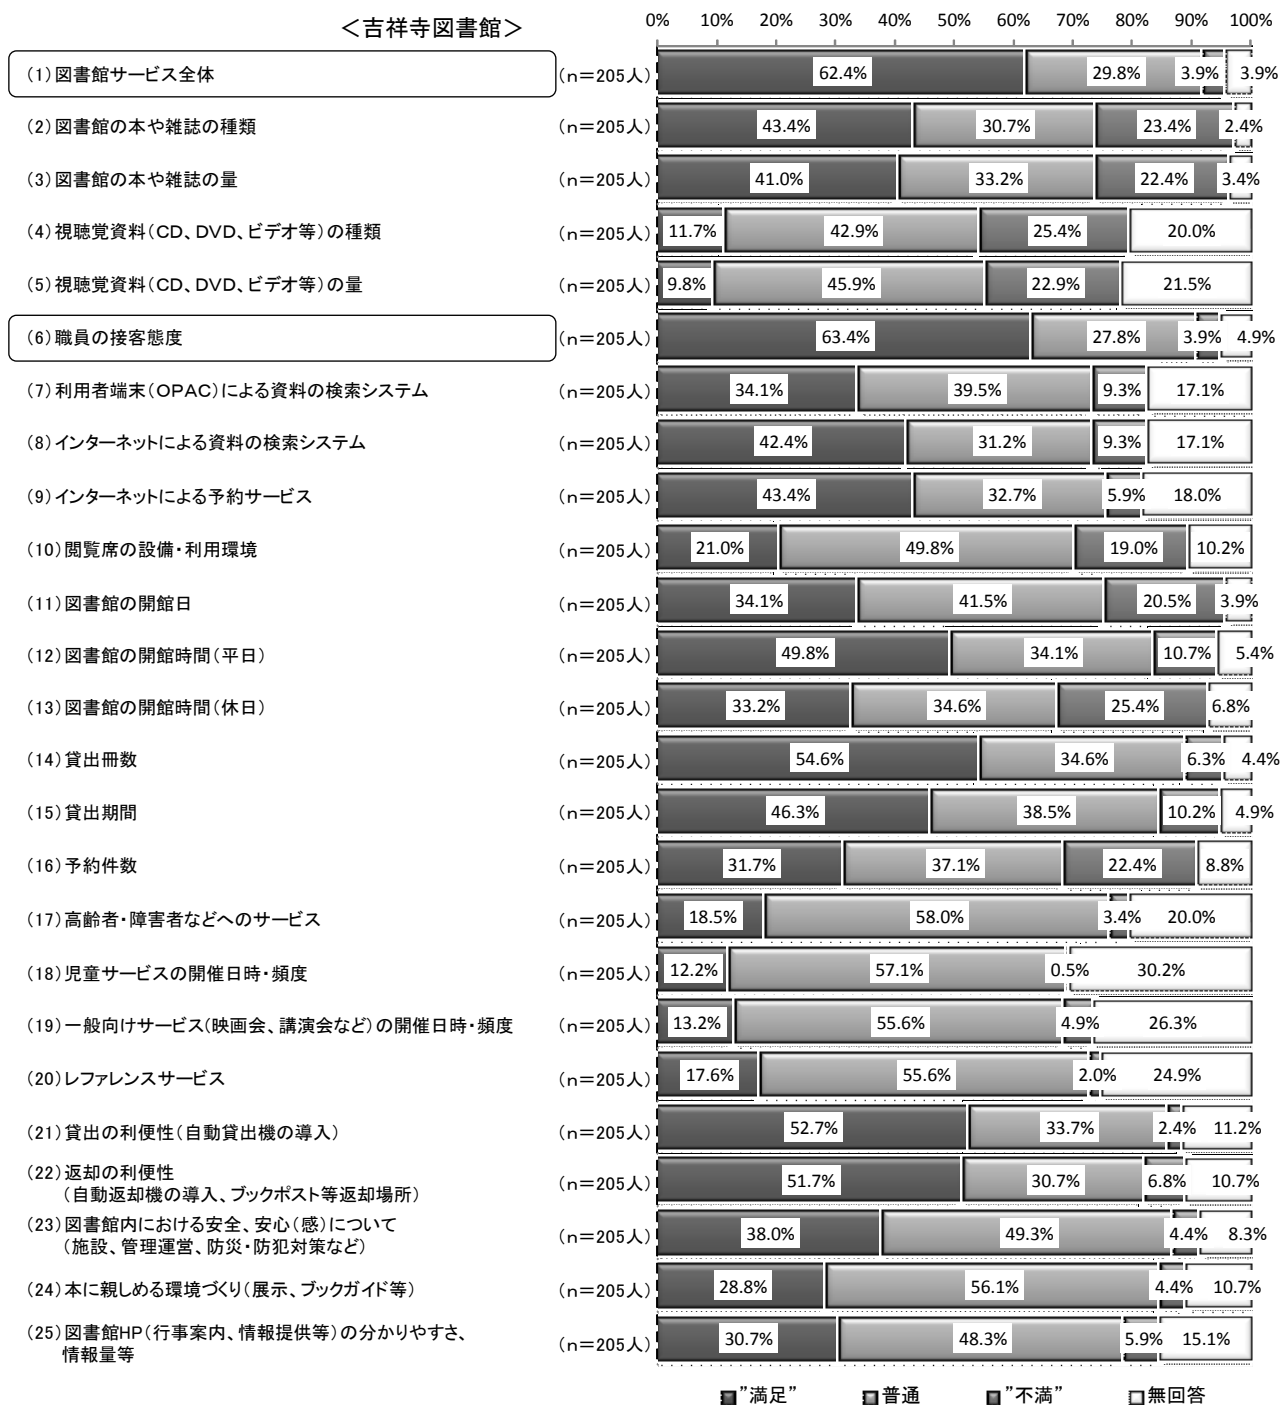 ＜吉祥寺図書館＞
0% 10% 20% 30% 40% 50% 60% 70% 80% 90% 100%
(1)図書館サービス全体 (n=205人) 62.4% 29.8% 3.9% 3.9%
(2)図書館の本や雑誌の種類 (n=205人) 43.4% 30.7% 23.4% 2.4%
(3)図書館の本や雑誌の量 (n=205人) 41.0% 33.2% 22.4% 3.4%
(4)視聴覚資料(CD、DVD、ビデオ等)の種類 (n=205人) 11.7% 42.9% 25.4% 20.0%
(5)視聴覚資料(CD、DVD、ビデオ等)の量 (n=205人) 9.8% 45.9% 22.9% 21.5%
(6)職員の接客態度 (n=205人) 63.4% 27.8% 3.9% 4.9%
(7)利用者端末(OPAC)による資料の検索システム (n=205人) 34.1% 39.5% 9.3% 17.1%
(8)インターネットによる資料の検索システム (n=205人) 42.4% 31.2% 9.3% 17.1%
(9)インターネットによる予約サービス (n=205人) 43.4% 32.7% 5.9% 18.0%
(10)閲覧席の設備・利用環境 (n=205人) 21.0% 49.8% 19.0% 10.2%
(11)図書館の開館日 (n=205人) 34.1% 41.5% 20.5% 3.9%
(12)図書館の開館時間(平日) (n=205人) 49.8% 34.1% 10.7% 5.4%
(13)図書館の開館時間(休日) (n=205人) 33.2% 34.6% 25.4% 6.8%
(14)貸出冊数 (n=205人) 54.6% 34.6% 6.3% 4.4%
(15)貸出期間 (n=205人) 46.3% 38.5% 10.2% 4.9%
(16)予約件数 (n=205人) 31.7% 37.1% 22.4% 8.8%
(17)高齢者・障害者などへのサービス (n=205人) 18.5% 58.0% 3.4% 20.0%
(18)児童サービスの開催日時・頻度 (n=205人) 12.2% 57.1% 0.5% 30.2%
(19)一般向けサービス(映画会、講演会など)の開催日時・頻度 (n=205人) 13.2% 55.6% 4.9% 26.3%
(20)レファレンスサービス (n=205人) 17.6% 55.6% 2.0% 24.9%
(21)貸出の利便性(自動貸出機の導入) (n=205人) 52.7% 33.7% 2.4% 11.2%
(22)返却の利便性
(自動返却機の導入、ブックポスト等返却場所) (n=205人) 51.7% 30.7% 6.8% 10.7%
(23)図書館内における安全、安心(感)について
(施設、管理運営、防災・防犯対策など) (n=205人) 38.0% 49.3% 4.4% 8.3%
(24)本に親しめる環境づくり(展示、ブックガイド等) (n=205人) 28.8% 56.1% 4.4% 10.7%
(25)図書館HP(行事案内、情報提供等)の分かりやすさ、
情報量等 (n=205人) 30.7% 48.3% 5.9% 15.1%
”満足” 普通 ”不満” 無回答